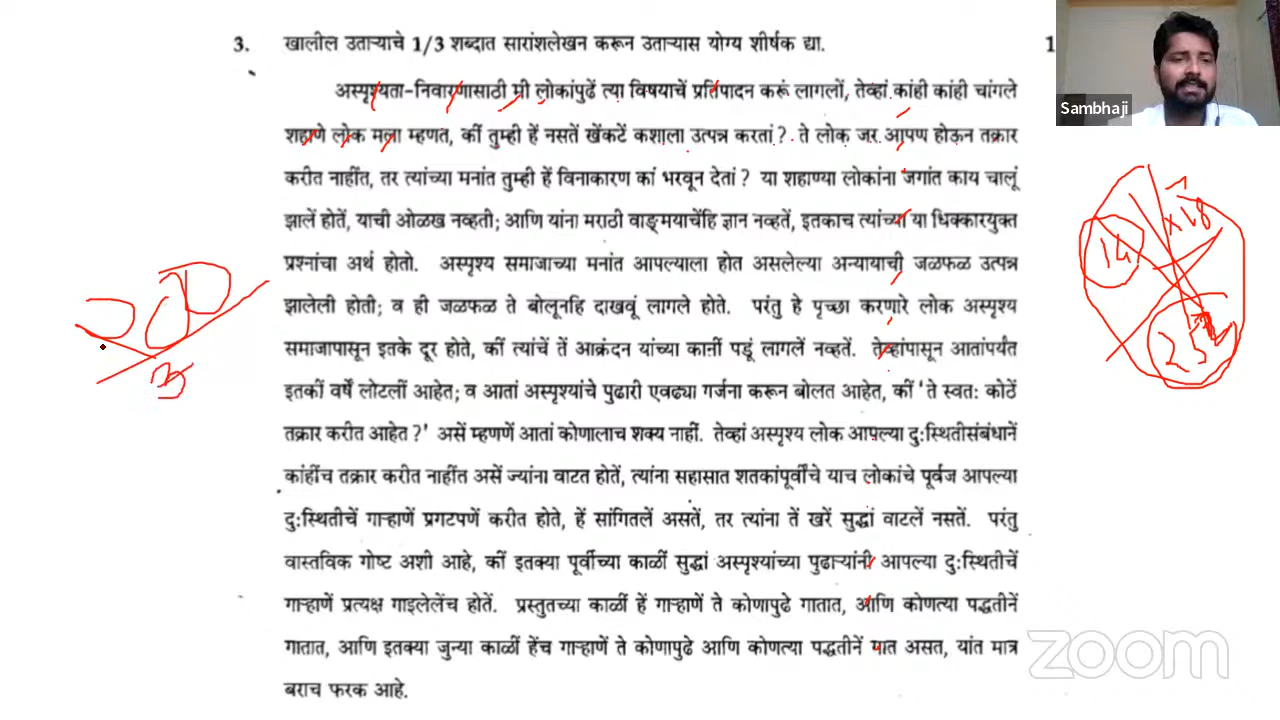 Sambhaji
3. खालील उताऱ्याचे 1/3 शब्दात सारांशलेखन करून उताऱ्यास योग्य शीर्षक द्या. 1
अस्पृश्यता-निवारणासाठी मी लोकांपुढें त्या विषयाचें प्रतिपादन करूं लागलों, तेव्हां कांही कांही चांगले
शहाणे लोक मला म्हणत, कीं तुम्ही हें नसतें खेंकटें कशाला उत्पन्न करतां? ते लोक जर आपण होऊन तक्रार
करीत नाहींत, तर त्यांच्या मनांत तुम्ही हें विनाकारण कां भरवून देतां? या शहाण्या लोकांना जगांत काय चालूं
झालें होतें, याची ओळख नव्हती; आणि यांना मराठी वाङ्मयाचेंहि ज्ञान नव्हतें, इतकाच त्यांच्या या धिक्कारयुक्त
प्रश्नांचा अर्थ होतो. अस्पृश्य समाजाच्या मनांत आपल्याला होत असलेल्या अन्यायाची जळफळ उत्पन्न
झालेली होती; व ही जळफळ ते बोलूनहि दाखवूं लागले होते. परंतु हे पृच्छा करणारे लोक अस्पृश्य
समाजापासून इतके दूर होते, कीं त्यांचें तें आक्रंदन यांच्या कानीं पडूं लागलें नव्हतें. तेव्हांपासून आतांपर्यंत
इतकीं वर्षें लोटलीं आहेत; व आतां अस्पृश्यांचे पुढारी एवढ्या गर्जना करून बोलत आहेत, कीं 'ते स्वतः कोठें
तक्रार करीत आहेत?' असें म्हणणें आतां कोणालाच शक्य नाहीं. तेव्हां अस्पृश्य लोक आपल्या दुःस्थितीसंबंधानें
कांहींच तक्रार करीत नाहींत असें ज्यांना वाटत होतें, त्यांना सहासात शतकांपूर्वींचे याच लोकांचे पूर्वज आपल्या
दुःस्थितीचें गाऱ्हाणें प्रगटपणें करीत होते, हें सांगितलें असतें, तर त्यांना तें खरें सुद्धां वाटलें नसतें. परंतु
वास्तविक गोष्ट अशी आहे, कीं इतक्या पूर्वीच्या काळीं सुद्धां अस्पृश्यांच्या पुढाऱ्यांनीं आपल्या दुःस्थितीचें
गाऱ्हाणें प्रत्यक्ष गाइलेलेंच होतें. प्रस्तुतच्या काळीं हें गाऱ्हाणें ते कोणापुढे गातात, आणि कोणत्या पद्धतीनें
गातात, आणि इतक्या जुन्या काळीं हेंच गाऱ्हाणें ते कोणापुढे आणि कोणत्या पद्धतीनें गात असत, यांत मात्र
बराच फरक आहे.
14
x18
252
3
zoom